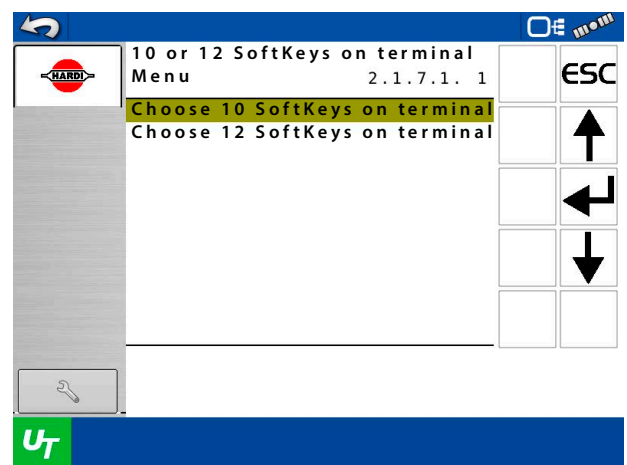 10 or 12 SoftKeys on terminal
Menu 2.1.7.1. 1
HARDI
ESC
Choose 10 SoftKeys on terminal
Choose 12 SoftKeys on terminal
UT